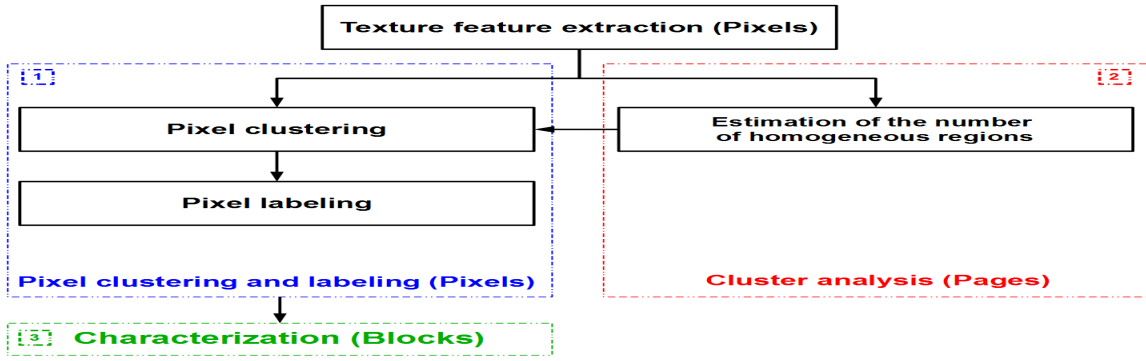 Texture feature extraction (Pixels)
1
2
Pixel clustering
Estimation of the number
of homogeneous regions
Pixel labeling
Pixel clustering and labeling (Pixels)
Cluster analysis (Pages)
3
Characterization (Blocks)